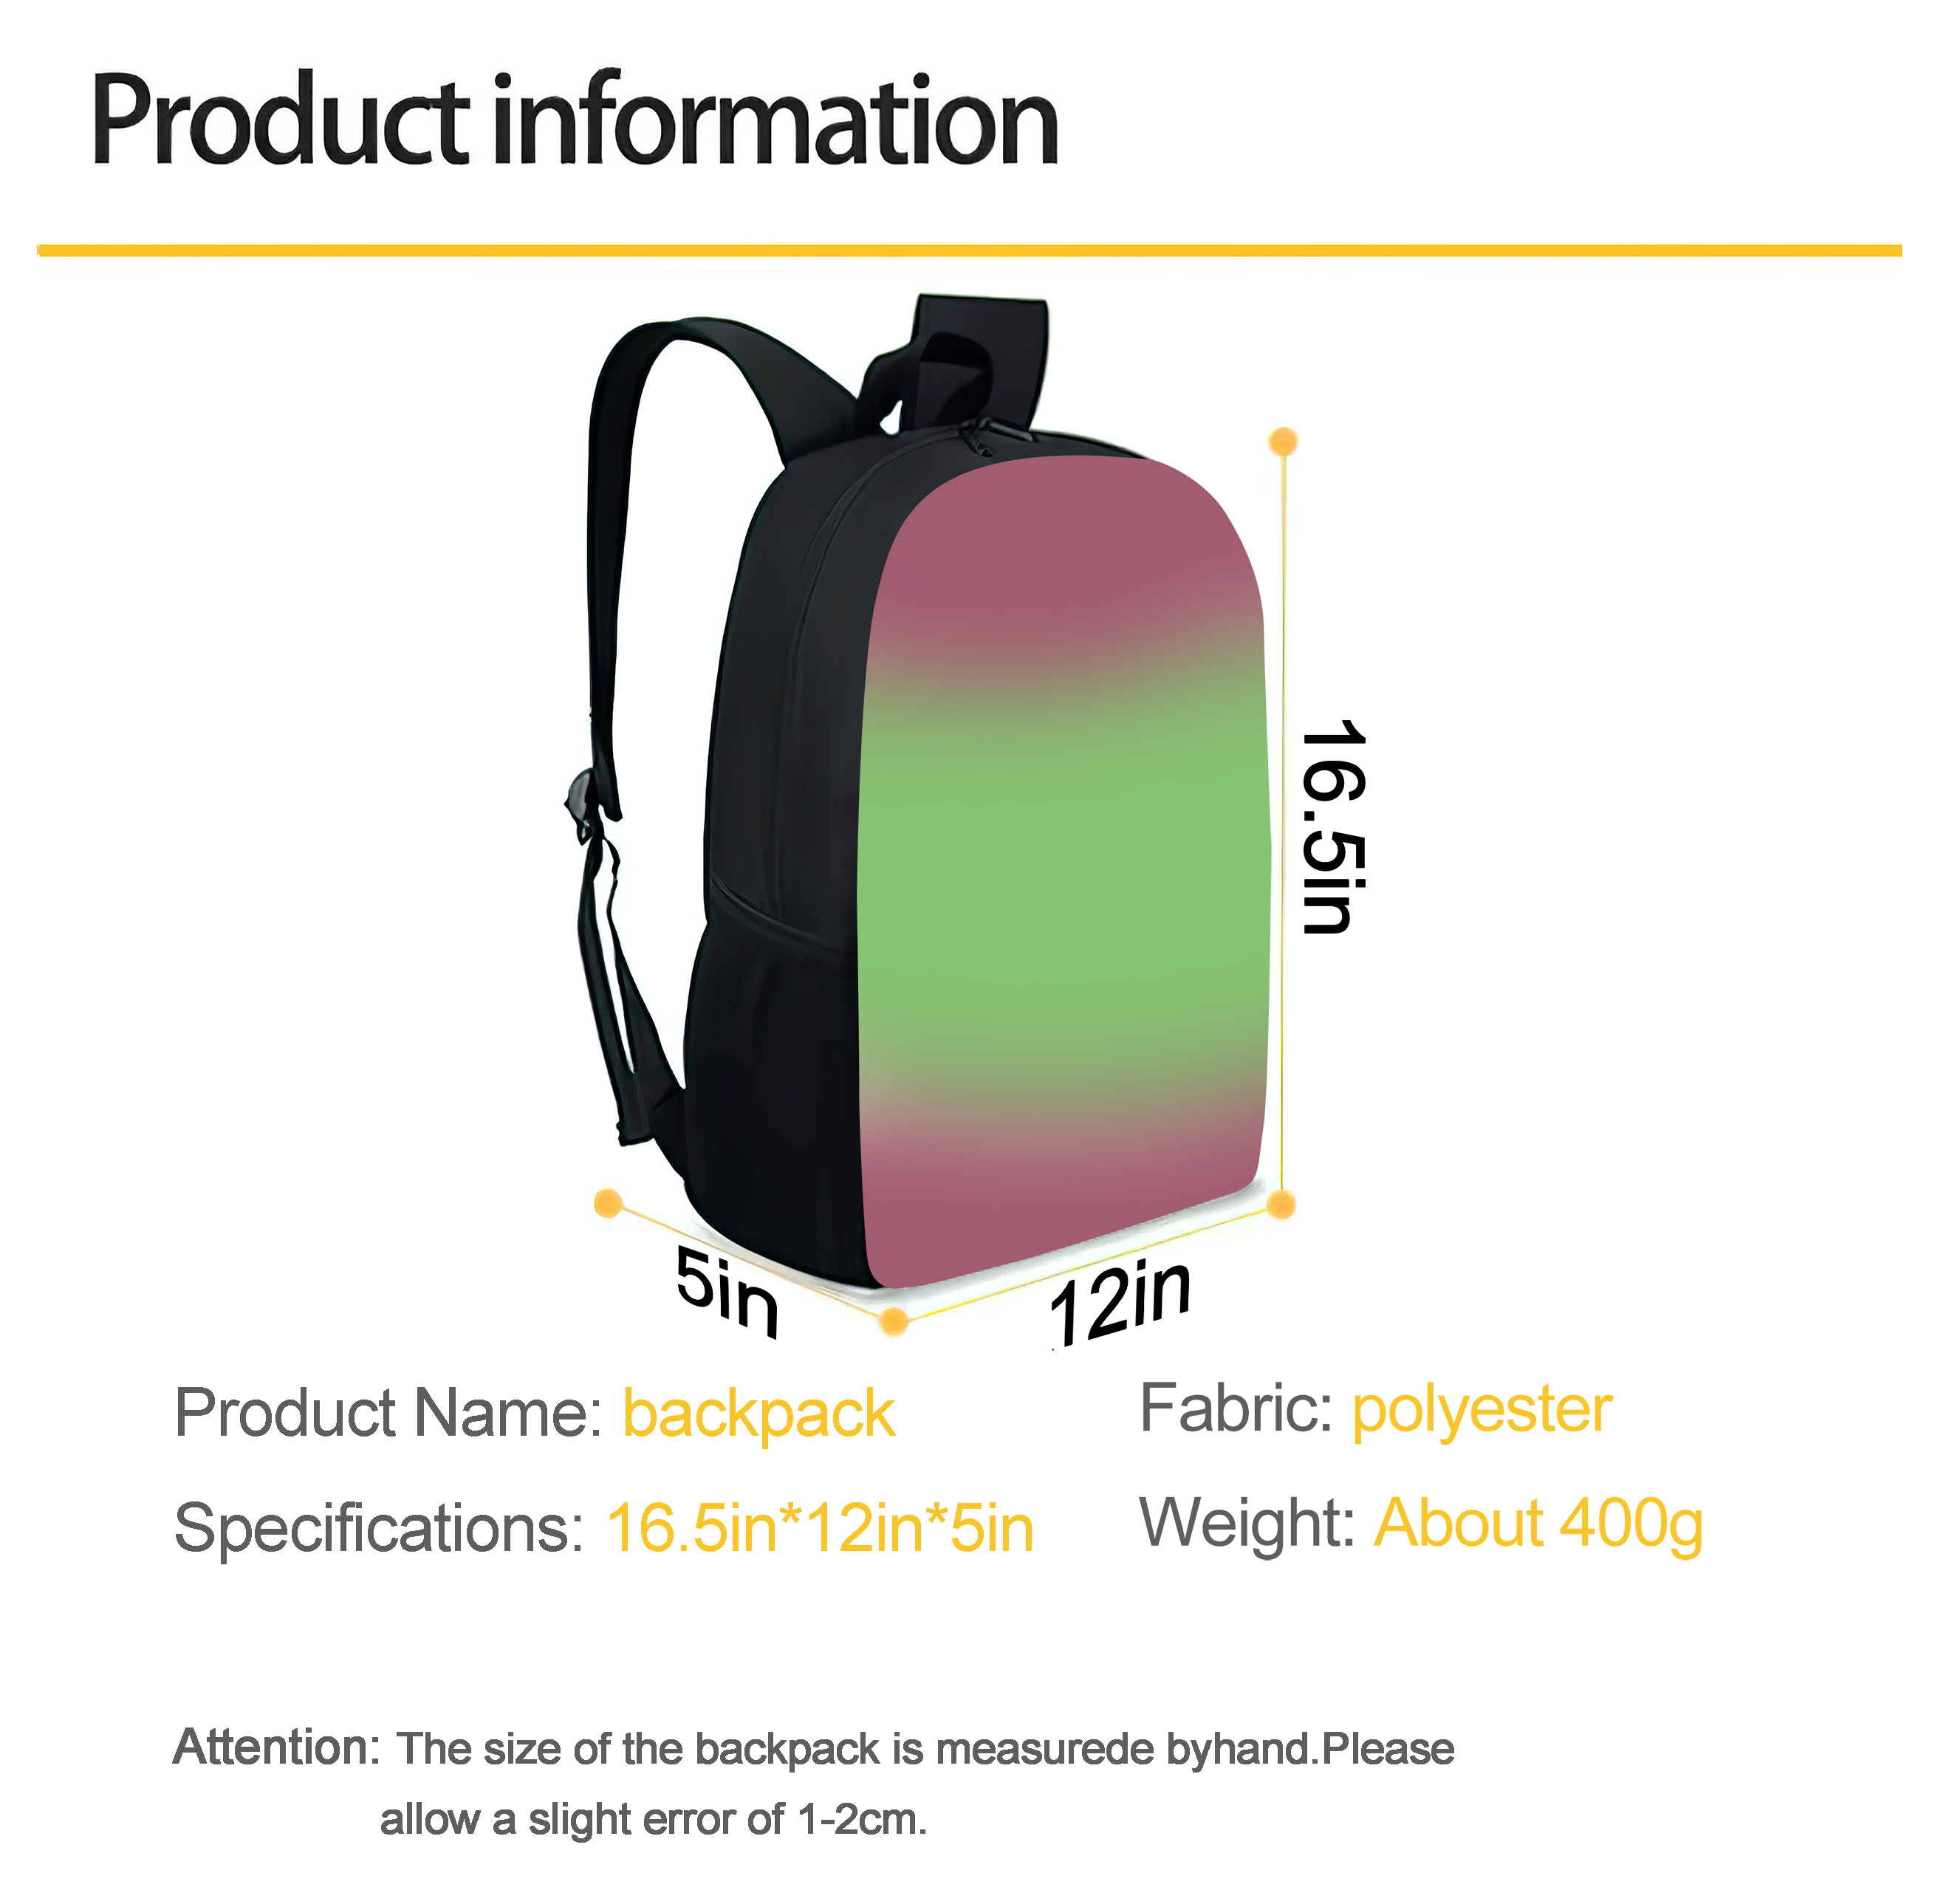 Product information
16.5in
5in
12in
Product Name: backpack
Fabric: polyester
Specifications: 16.5in*12in*5in
Weight: About 400g
Attention: The size of the backpack is measurede byhand.Please
allow a slight error of 1-2cm.